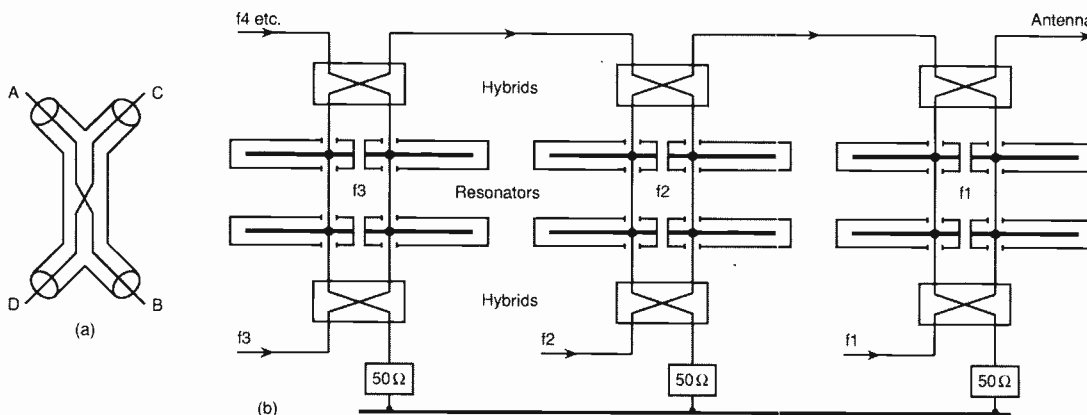 f4 etc.
Antenna
A
C
Hybrids
f3
Resonators
f2
f1
D
B
Hybrids
(a)
f3
f2
f1
50Ω
50Ω
50Ω
(b)